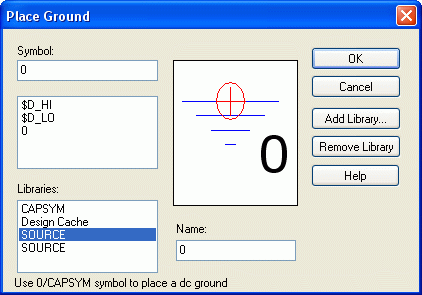 Place Ground
Symbol:
0
$D_HI
$D_LO
0
Libraries:
CAPSYM
Design Cache
SOURCE
SOURCE
0
Name:
0
OK
Cancel
Add Library...
Remove Library
Help
Use 0/CAPSYM symbol to place a dc ground